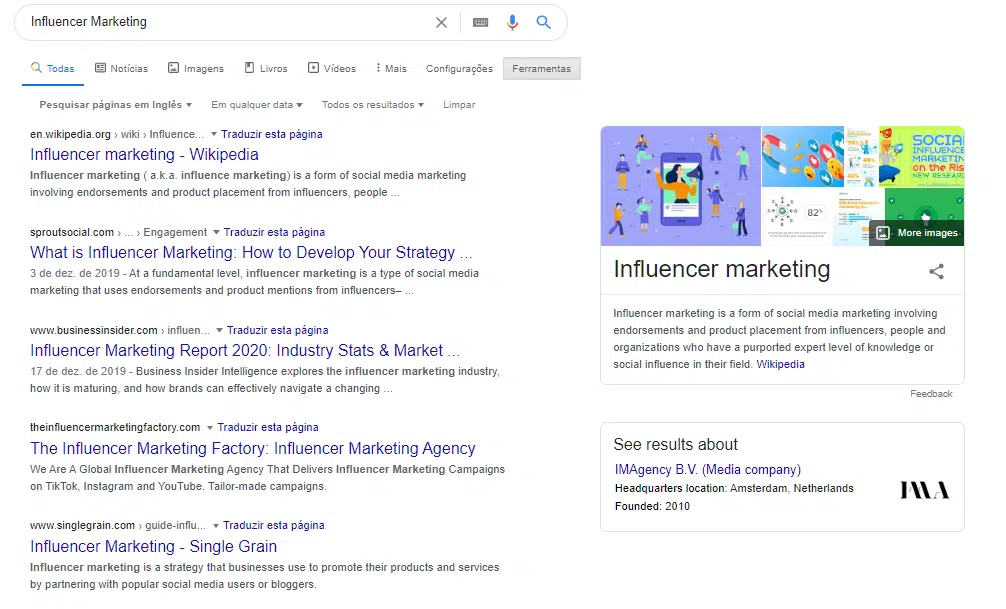 Influencer Marketing
Todas Notícias Imagens Livros Vídeos Mais Configurações Ferramentas
Pesquisar páginas em Inglês Em qualquer data Todos os resultados Limpar
en.wikipedia.org › wiki › Influence... Traduzir esta página
Influencer marketing - Wikipedia
Influencer marketing ( a.k.a. influence marketing) is a form of social media marketing
involving endorsements and product placement from influencers, people ...
sproutsocial.com › ... › Engagement Traduzir esta página
What is Influencer Marketing: How to Develop Your Strategy ...
3 de dez. de 2019 - At a fundamental level, influencer marketing is a type of social media
marketing that uses endorsements and product mentions from influencers– ...
www.businessinsider.com › influen... Traduzir esta página
Influencer Marketing Report 2020: Industry Stats & Market ...
17 de dez. de 2019 - Business Insider Intelligence explores the influencer marketing industry,
how it is maturing, and how brands can effectively navigate a changing ...
theinfluencermarketingfactory.com Traduzir esta página
The Influencer Marketing Factory: Influencer Marketing Agency
We Are A Global Influencer Marketing Agency That Delivers Influencer Marketing Campaigns
on TikTok, Instagram and YouTube. Tailor-made campaigns.
www.singlegrain.com › guide-influ... Traduzir esta página
Influencer Marketing - Single Grain
Influencer marketing is a strategy that businesses use to promote their products and services
by partnering with popular social media users or bloggers.
SOCIAL
INFLUENCE
MARKETIN
on the Ris
NEW RESEAR
82%
More images
Influencer marketing
Influencer marketing is a form of social media marketing involving
endorsements and product placement from influencers, people and
organizations who have a purported expert level of knowledge or
social influence in their field. Wikipedia
Feedback
See results about
IMAgency B.V. (Media company)
Headquarters location: Amsterdam, Netherlands
Founded: 2010
IMA